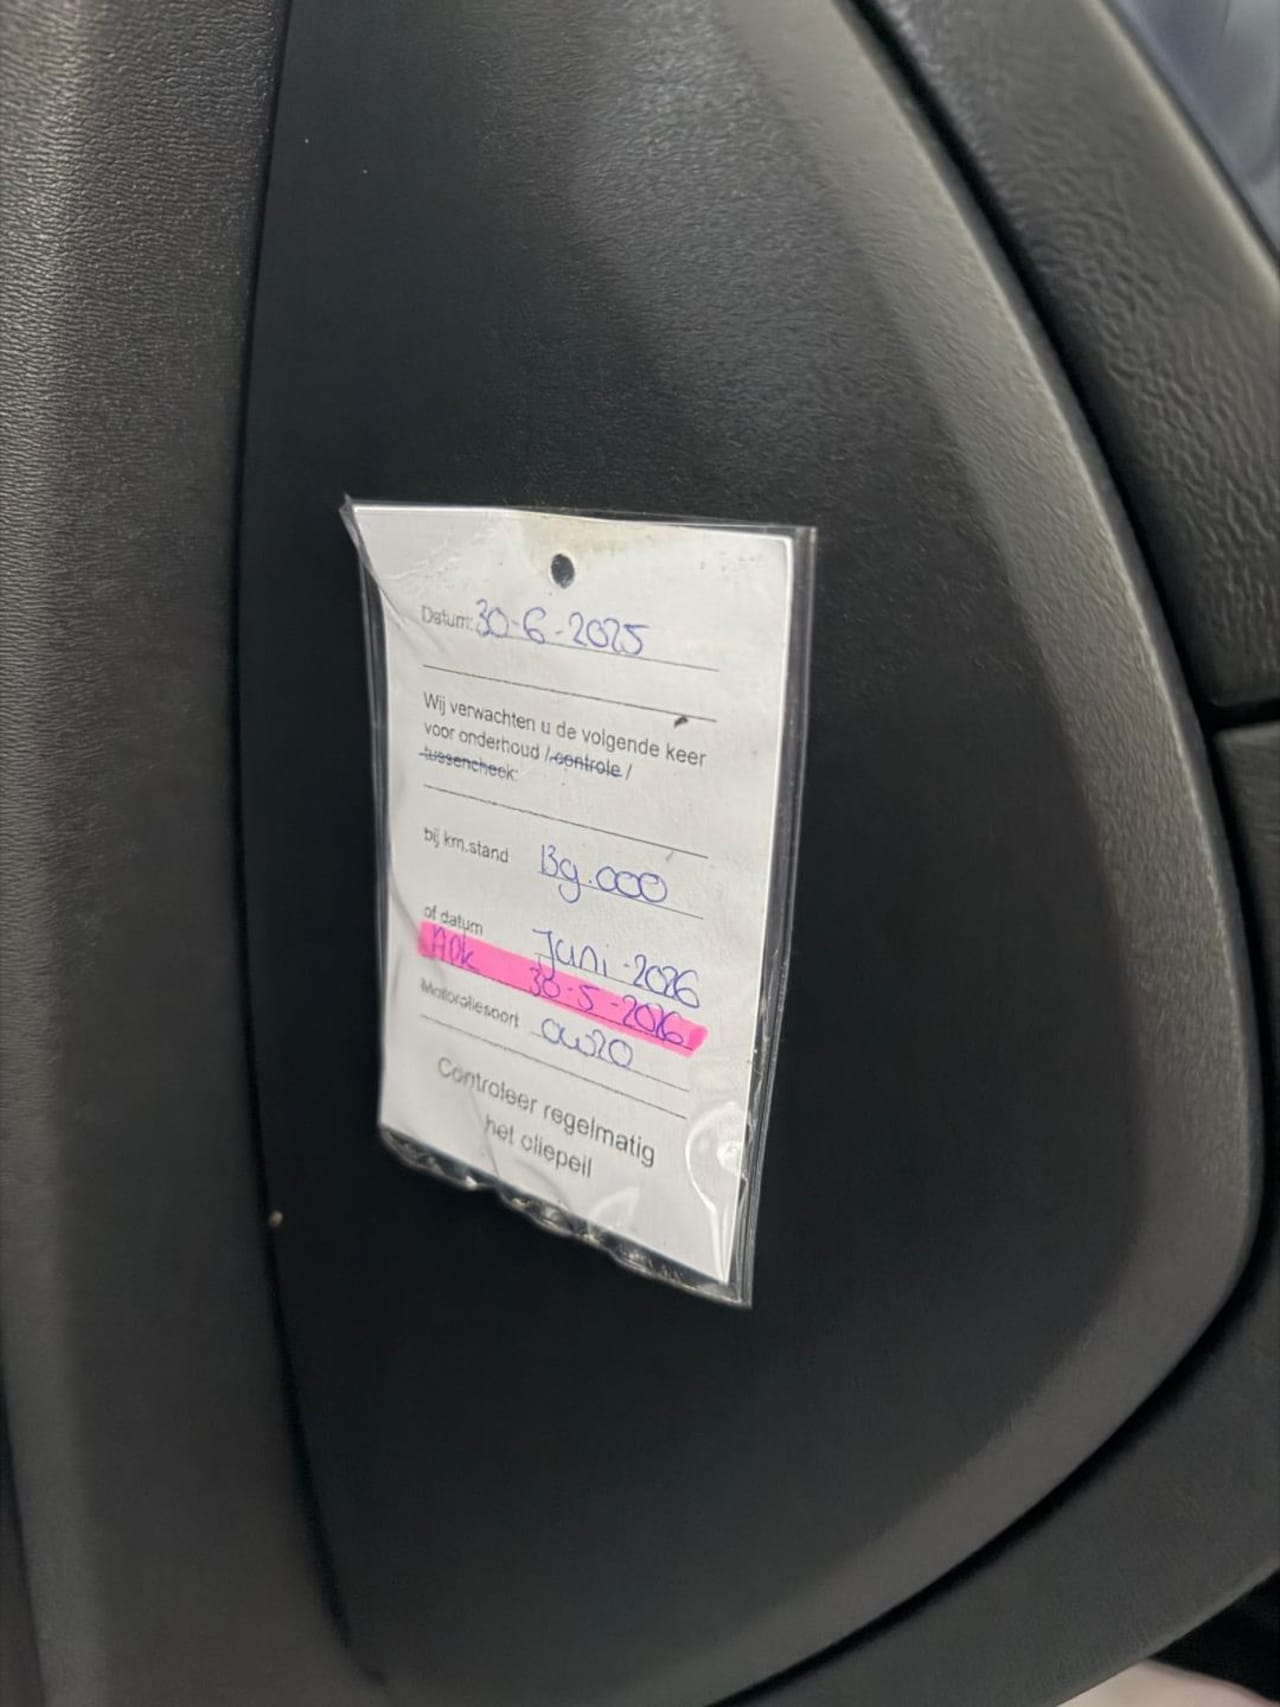 Datum: 30-6-2025
Wij verwachten u de volgende keer
voor onderhoud / controle /
tussencheck:
bij km.stand 139.000
of datum Juni-2026
APK 30-5-2026
Motoroliesoort 0w20
Controleer regelmatig
het oliepeil